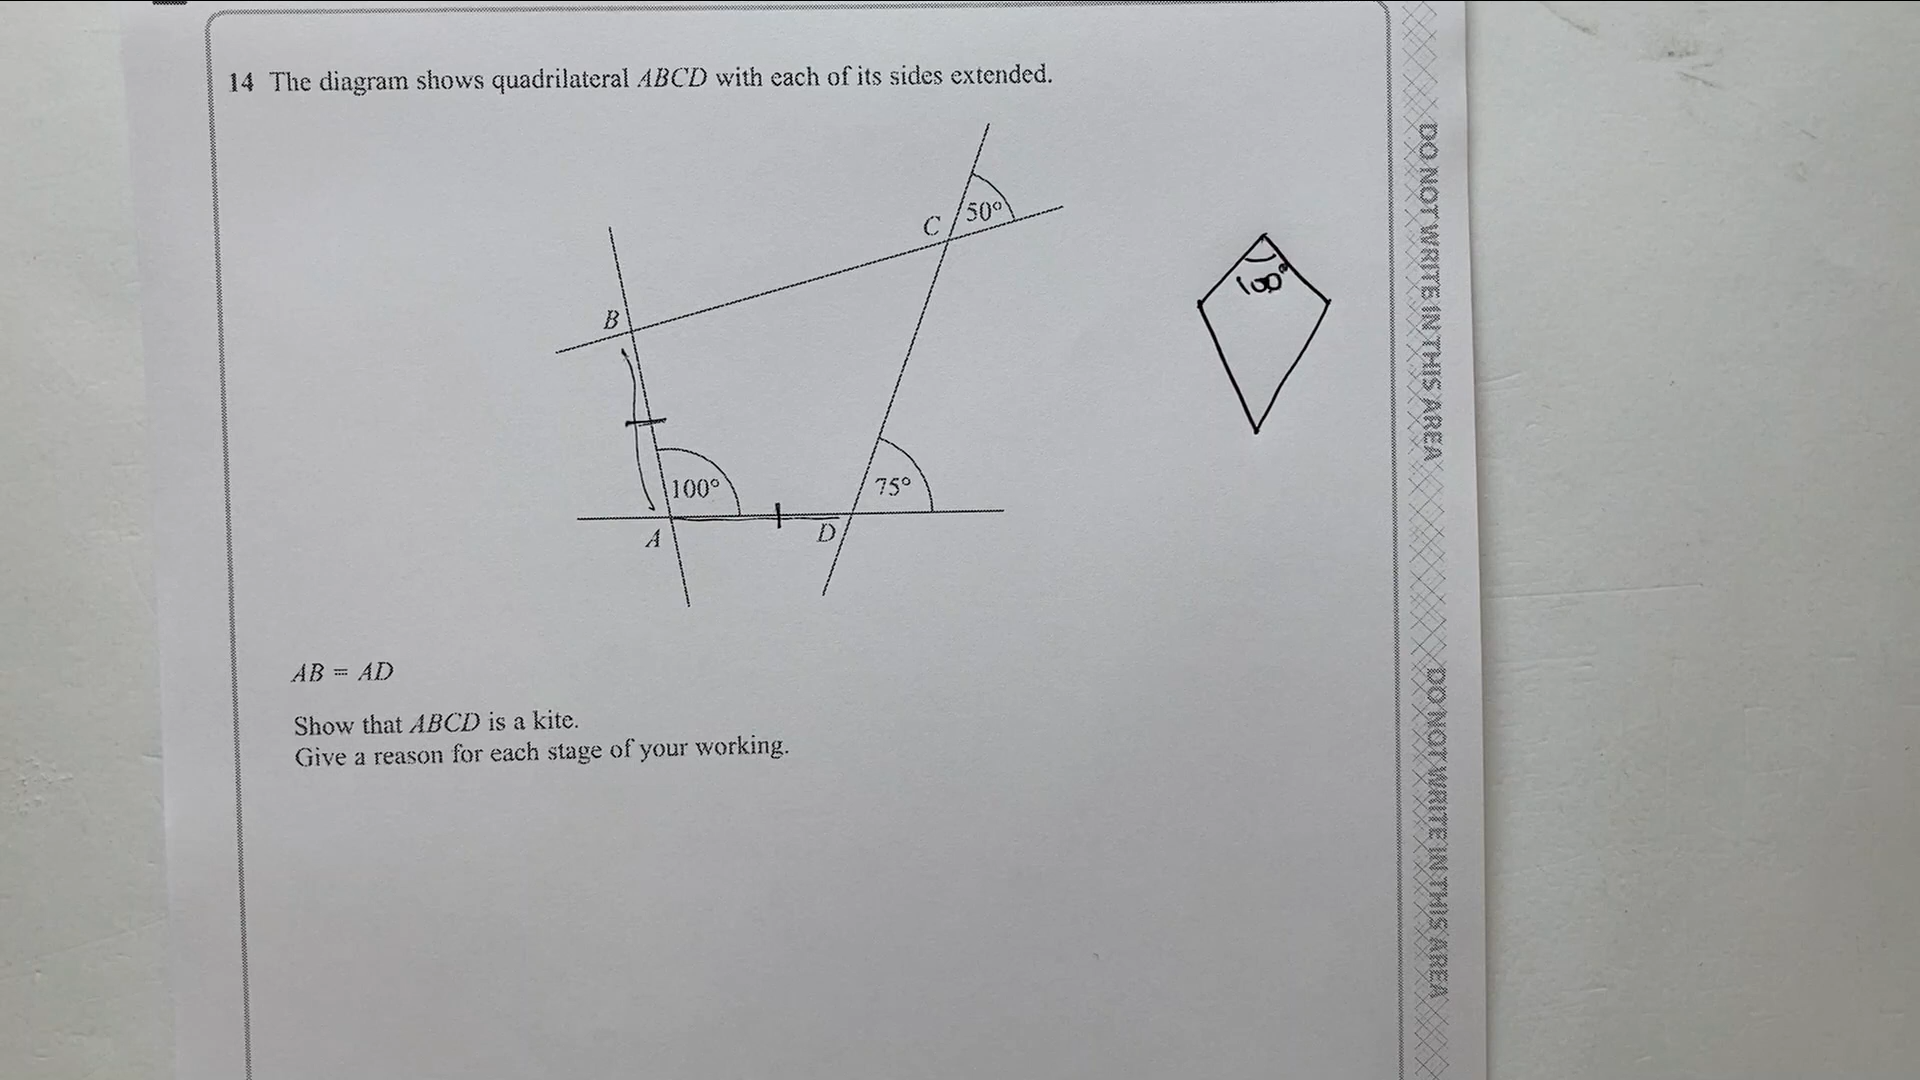 14 The diagram shows quadrilateral ABCD with each of its sides extended.
C
50°
B
100°
100°
75°
A
D
AB = AD
Show that ABCD is a kite.
Give a reason for each stage of your working.
DO NOT WRITE IN THIS AREA
DO NOT WRITE IN THIS AREA